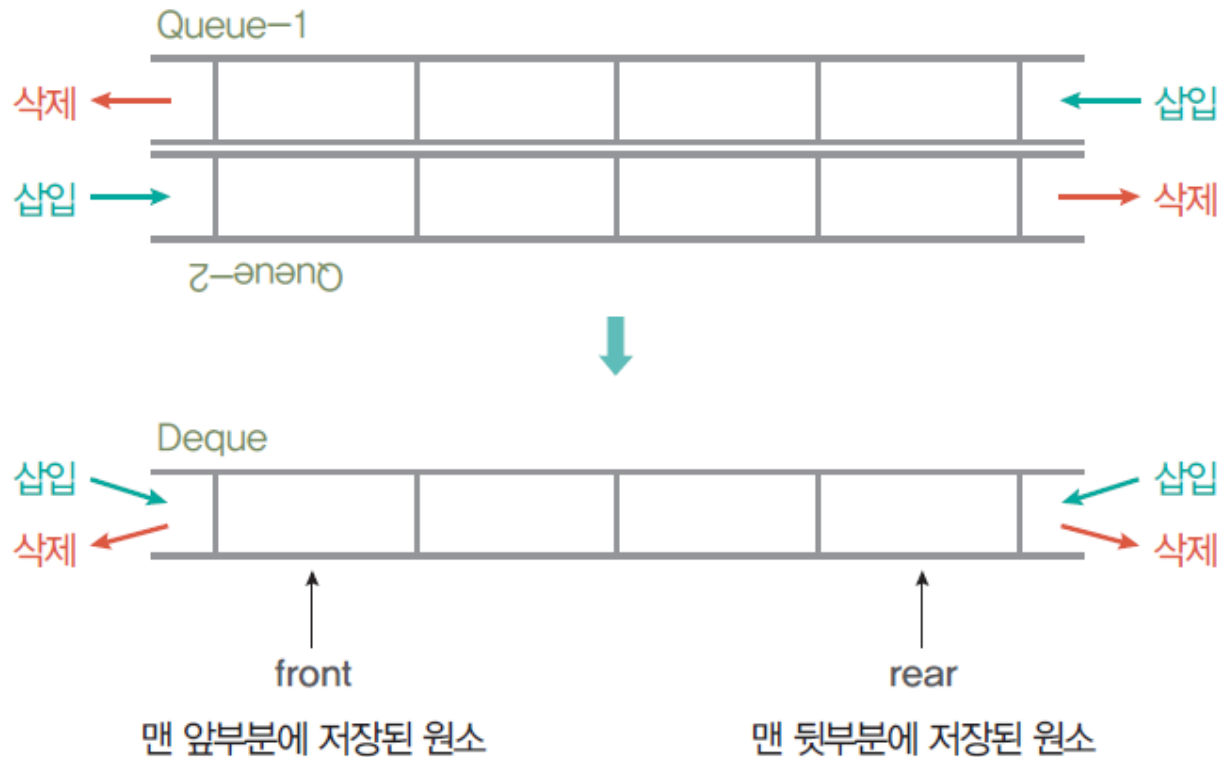 Queue-1
삭제 삽입
삽입 삭제
Queue-2
Deque
삽입 삽입
삭제 삭제
front rear
맨 앞부분에 저장된 원소 맨 뒷부분에 저장된 원소